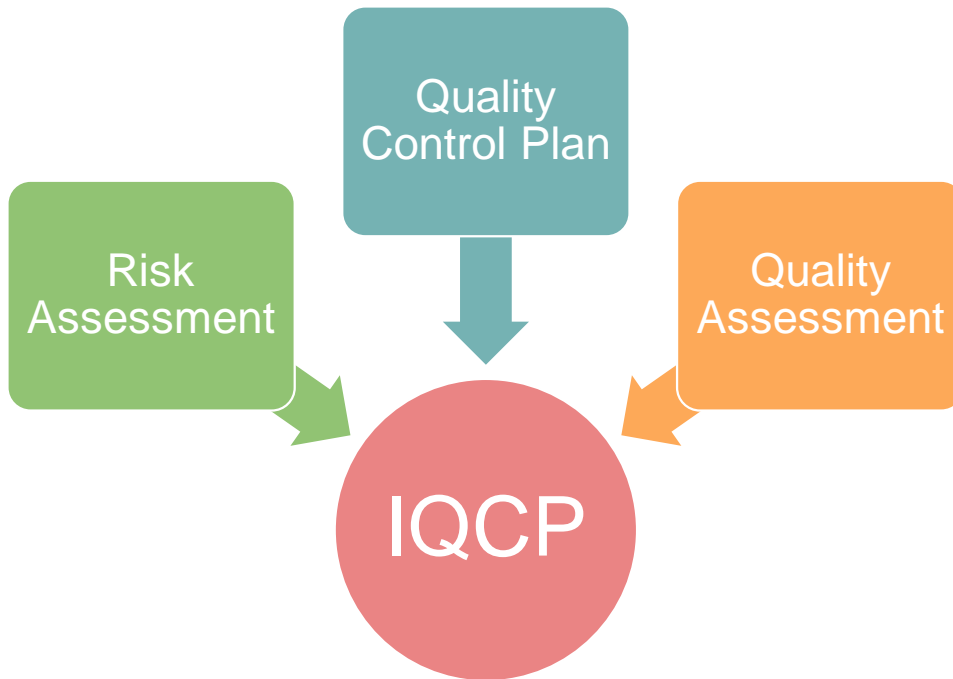 Quality
Control Plan
Risk
Assessment
Quality
Assessment
IQCP